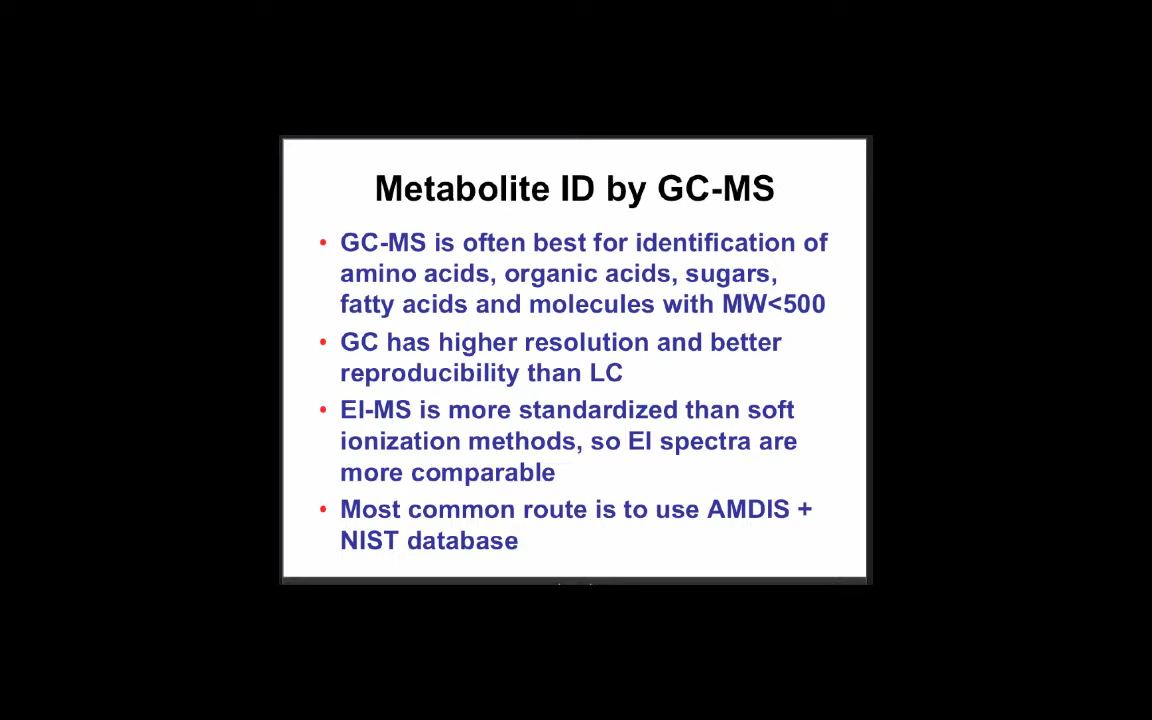 Metabolite ID by GC-MS
• GC-MS is often best for identification of
amino acids, organic acids, sugars,
fatty acids and molecules with MW<500
• GC has higher resolution and better
reproducibility than LC
• EI-MS is more standardized than soft
ionization methods, so EI spectra are
more comparable
• Most common route is to use AMDIS +
NIST database